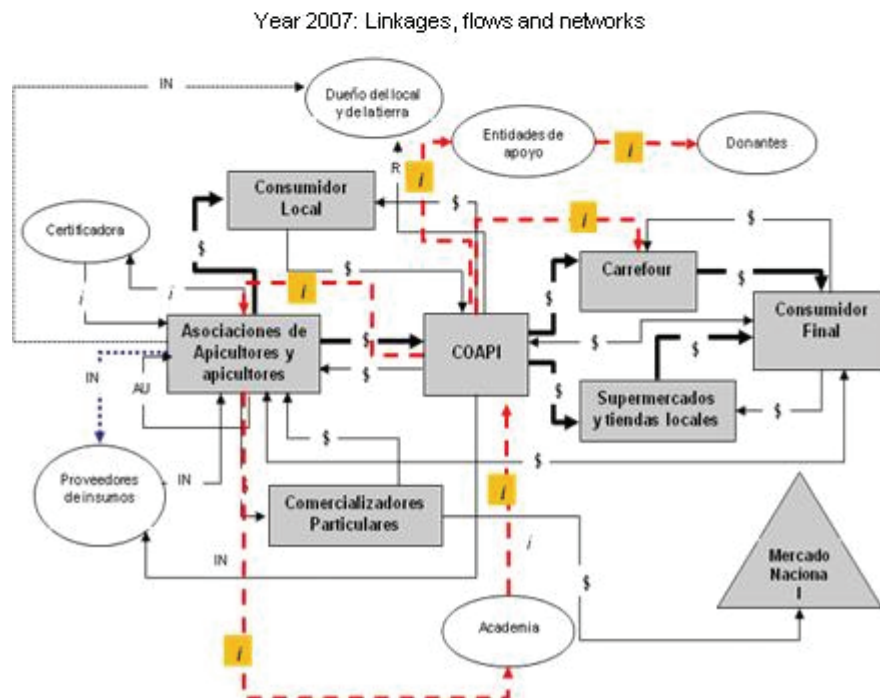 Year 2007: Linkages, flows and networks
IN
Dueño del local
y de la tierra
Entidades de
apoyo
i
Donantes
R
i
Consumidor
Local
$
i
$
Certificadora
$
$
Carrefour
$
i
i
i
$
$
Consumidor
Final
Asociaciones de
Apicultores y
apicultores
$
COAPI
$
$
IN
AU
$
$
Supermercados
y tiendas locales
$
$
$
Proveedores
de insumos
IN
Comercializadores
Particulares
i
i
IN
$
Mercado
Naciona
l
Academia
i